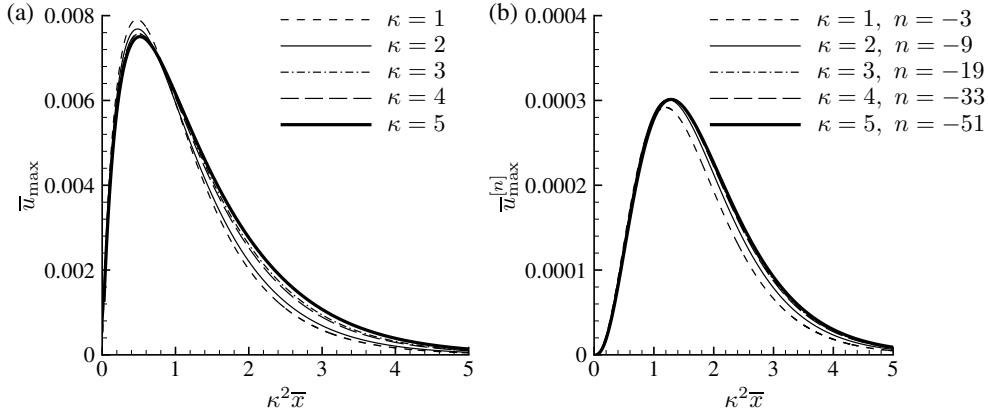 (a)
0.008
0.006
0.004
0.002
0
u̅_max
κ = 1
κ = 2
κ = 3
κ = 4
κ = 5
0 1 2 3 4 5
κ²x̅
(b)
0.0004
0.0003
0.0002
0.0001
0
u̅_max^[n]
κ = 1, n = −3
κ = 2, n = −9
κ = 3, n = −19
κ = 4, n = −33
κ = 5, n = −51
0 1 2 3 4 5
κ²x̅